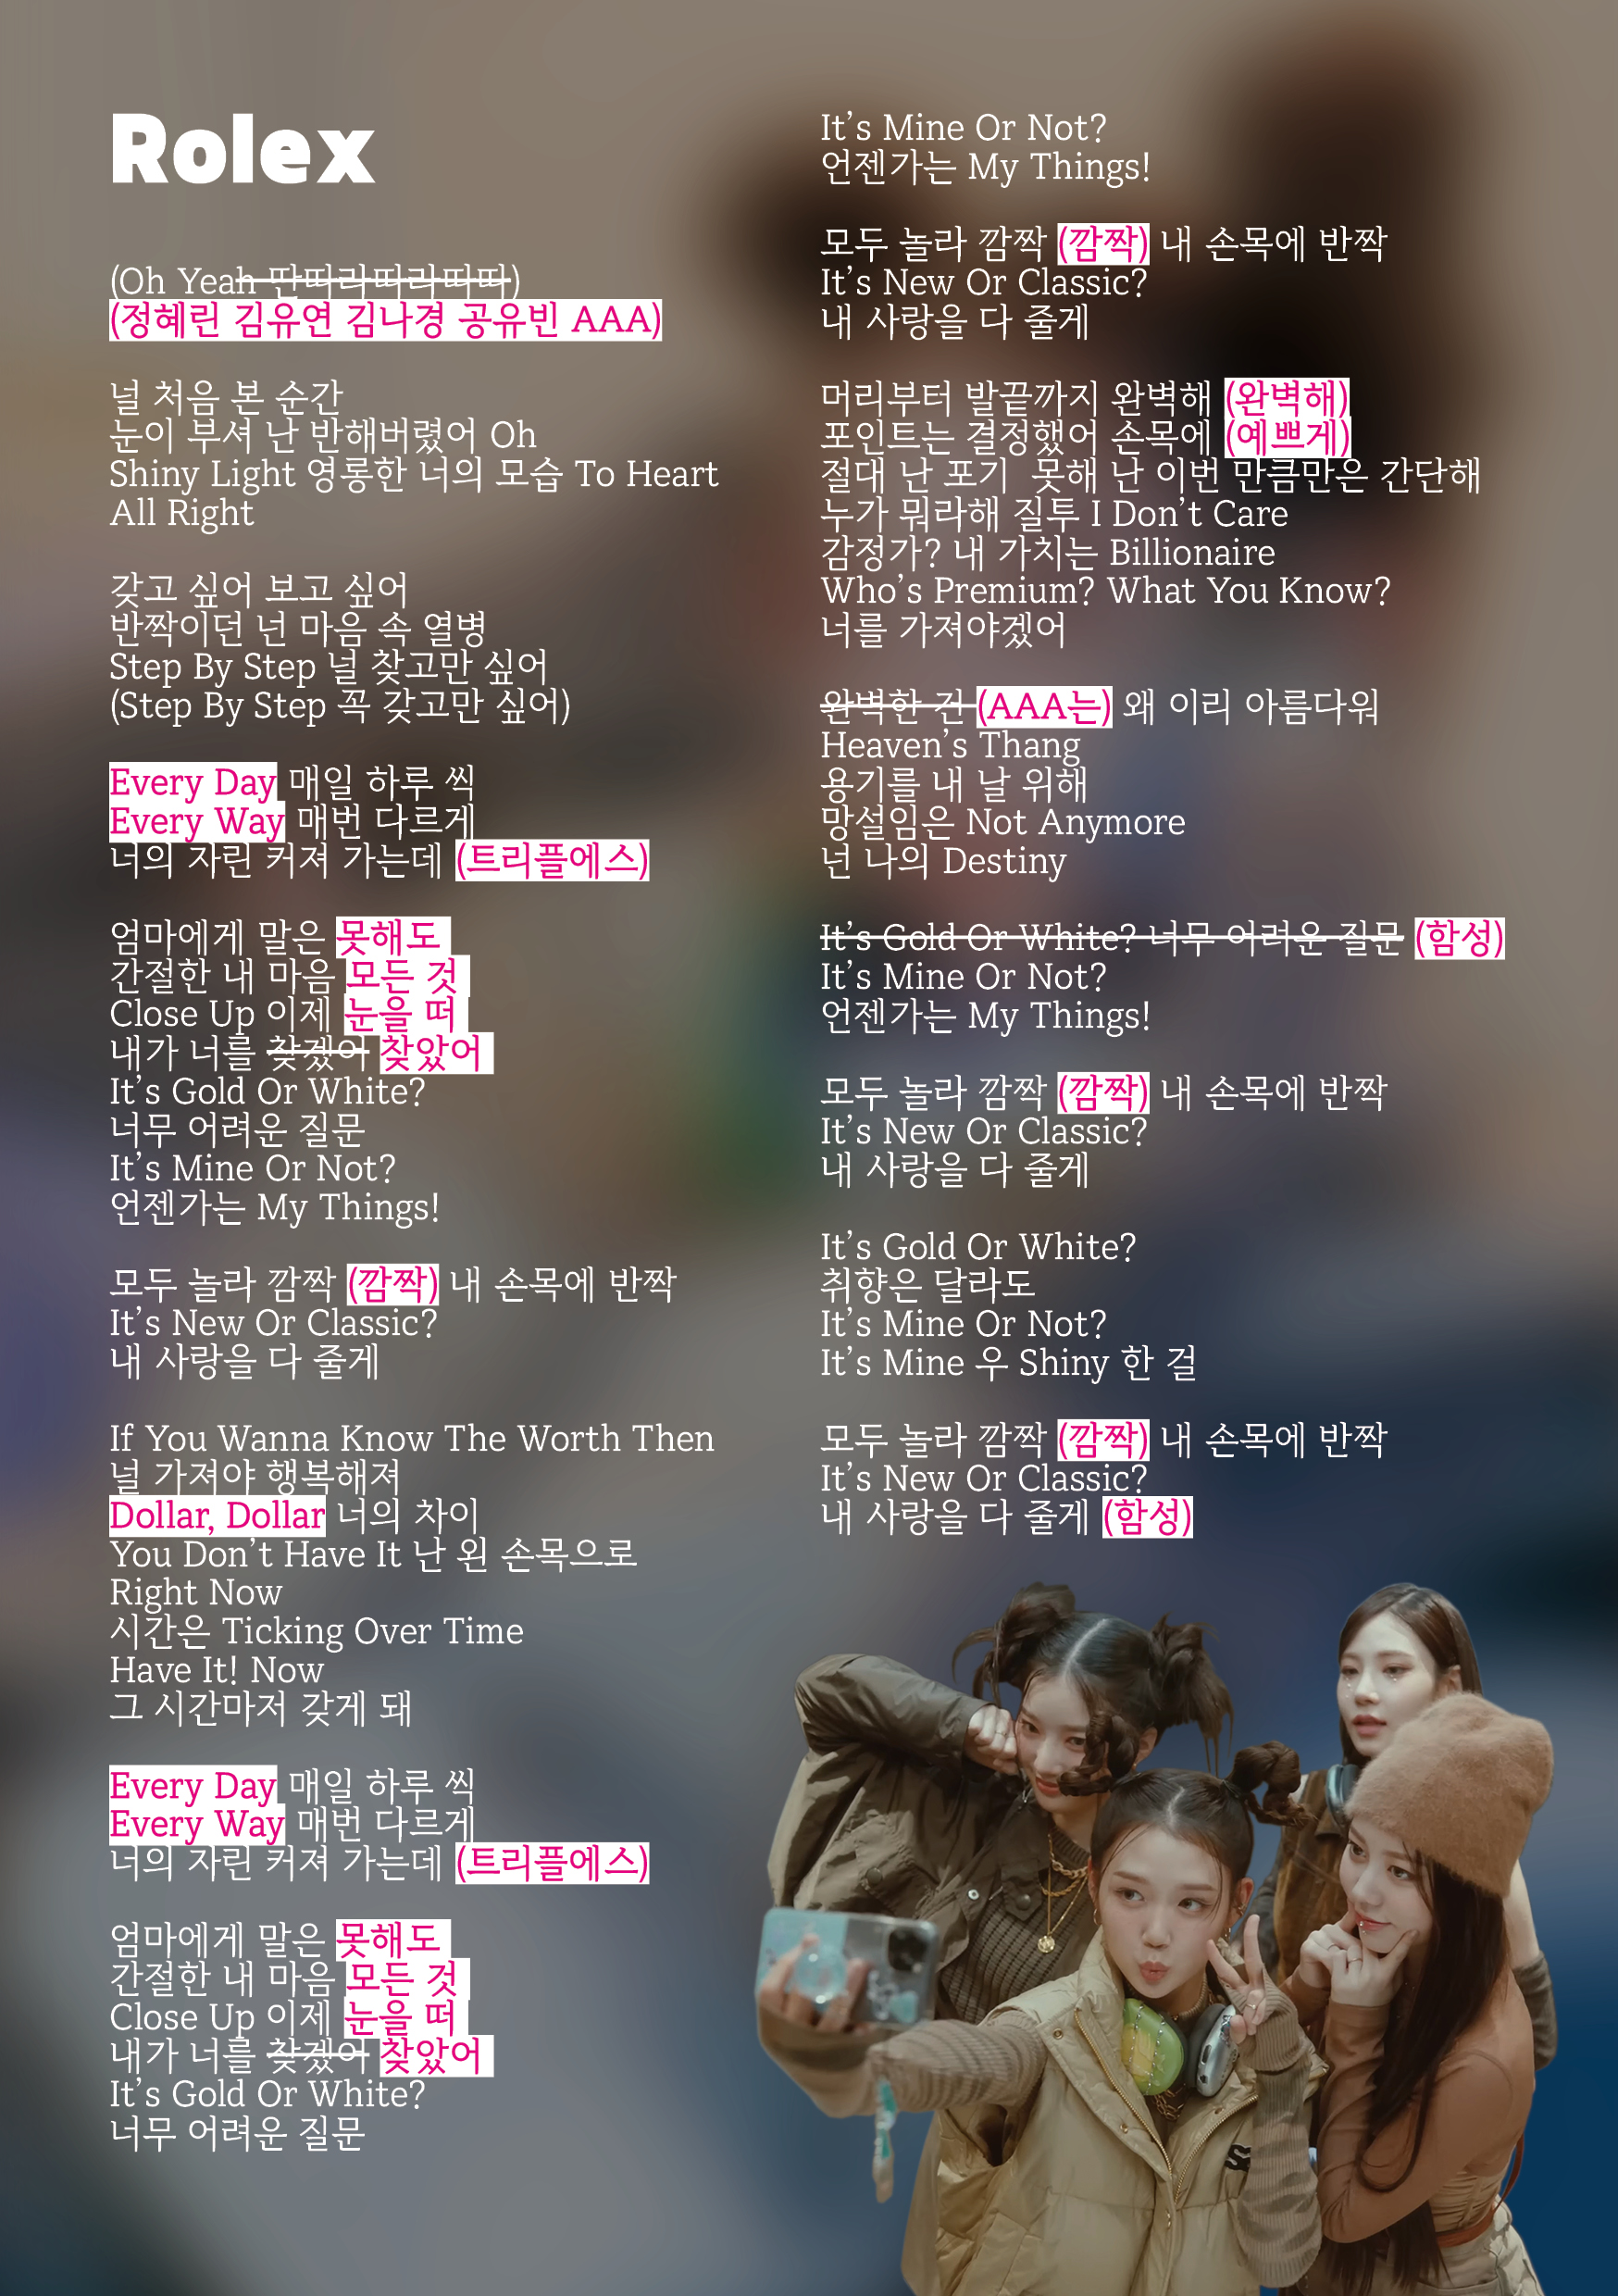 Rolex
(Oh Yeah 딴따라따라따따)
(정혜린 김유연 김나경 공유빈 AAA)
널 처음 본 순간
눈이 부셔 난 반해버렸어 Oh
Shiny Light 영롱한 너의 모습 To Heart
All Right
갖고 싶어 보고 싶어
반짝이던 넌 마음 속 열병
Step By Step 널 찾고만 싶어
(Step By Step 꼭 갖고만 싶어)
Every Day 매일 하루 씩
Every Way 매번 다르게
너의 자린 커져 가는데 (트리플에스)
엄마에게 말은 못해도
간절한 내 마음 모든 것
Close Up 이제 눈을 떠
내가 너를 찾겠어 찾았어
It's Gold Or White?
너무 어려운 질문
It's Mine Or Not?
언젠가는 My Things!
모두 놀라 깜짝 (깜짝) 내 손목에 반짝
It's New Or Classic?
내 사랑을 다 줄게
If You Wanna Know The Worth Then
널 가져야 행복해져
Dollar, Dollar 너의 차이
You Don't Have It 난 왼 손목으로
Right Now
시간은 Ticking Over Time
Have It! Now
그 시간마저 갖게 돼
Every Day 매일 하루 씩
Every Way 매번 다르게
너의 자린 커져 가는데 (트리플에스)
엄마에게 말은 못해도
간절한 내 마음 모든 것
Close Up 이제 눈을 떠
내가 너를 찾겠어 찾았어
It's Gold Or White?
너무 어려운 질문
It's Mine Or Not?
언젠가는 My Things!
모두 놀라 깜짝 (깜짝) 내 손목에 반짝
It's New Or Classic?
내 사랑을 다 줄게
머리부터 발끝까지 완벽해 (완벽해)
포인트는 결정했어 손목에 (예쁘게)
절대 난 포기 못해 난 이번 만큼만은 간단해
누가 뭐라해 질투 I Don't Care
감정가? 내 가치는 Billionaire
Who's Premium? What You Know?
너를 가져야겠어
완벽한 건 (AAA는) 왜 이리 아름다워
Heaven's Thang
용기를 내 날 위해
망설임은 Not Anymore
넌 나의 Destiny
It's Gold Or White? 너무 어려운 질문 (함성)
It's Mine Or Not?
언젠가는 My Things!
모두 놀라 깜짝 (깜짝) 내 손목에 반짝
It's New Or Classic?
내 사랑을 다 줄게
It's Gold Or White?
취향은 달라도
It's Mine Or Not?
It's Mine 우 Shiny 한 걸
모두 놀라 깜짝 (깜짝) 내 손목에 반짝
It's New Or Classic?
내 사랑을 다 줄게 (함성)